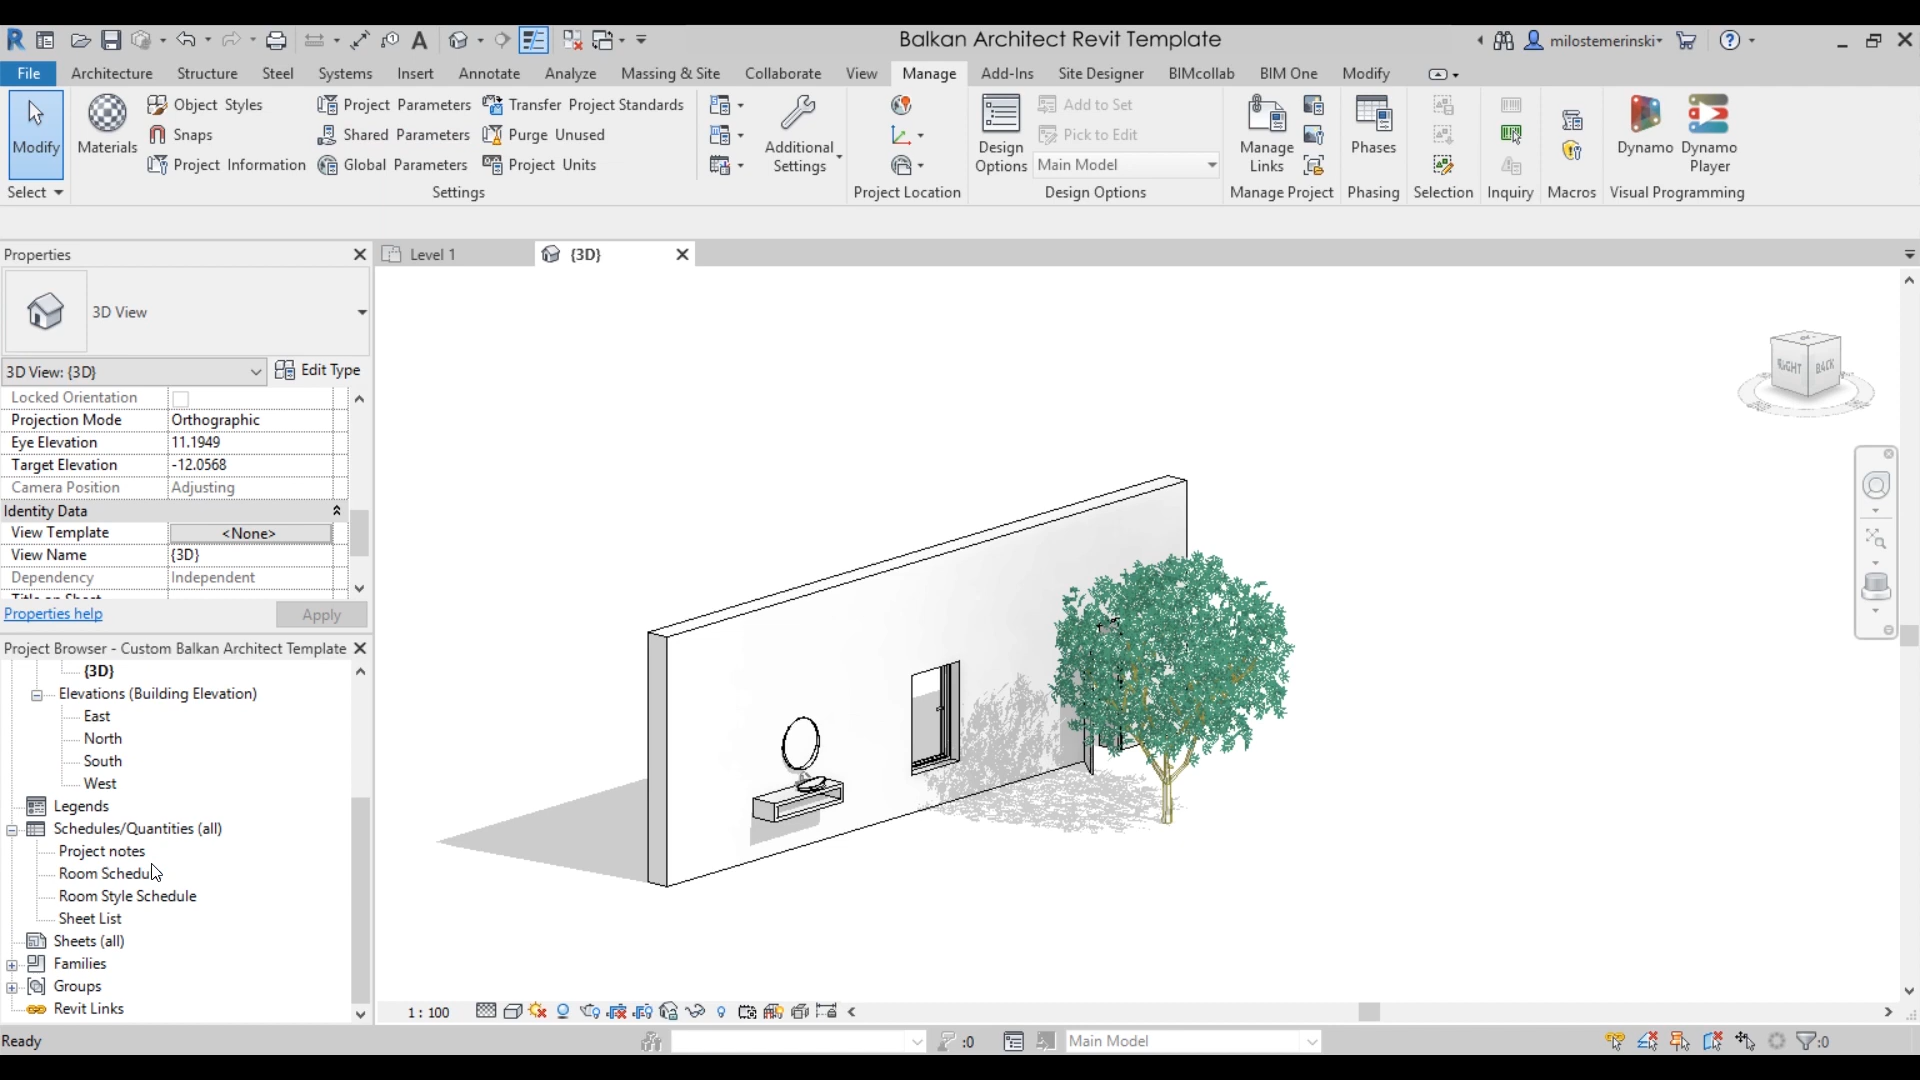 Balkan Architect Revit Template
milostemerinski
File Architecture Structure Steel Systems Insert Annotate Analyze Massing & Site Collaborate View Manage Add-Ins Site Designer BIMcollab BIM One Modify
Modify
Select
Materials
Object Styles
Snaps
Project Information
Project Parameters
Shared Parameters
Global Parameters
Transfer Project Standards
Purge Unused
Project Units
Settings
Additional
Settings
Project Location
Design
Options
Add to Set
Pick to Edit
Main Model
Design Options
Manage
Links
Manage Project
Phases
Phasing
Selection
Inquiry
Macros
Dynamo
Dynamo
Player
Visual Programming
Properties
Level 1
{3D}
3D View
3D View: {3D}
Edit Type
Locked Orientation
Projection Mode Orthographic
Eye Elevation 11.1949
Target Elevation -12.0568
Camera Position Adjusting
Identity Data
View Template <None>
View Name {3D}
Dependency Independent
Properties help
Apply
Project Browser - Custom Balkan Architect Template
{3D}
Elevations (Building Elevation)
East
North
South
West
Legends
Schedules/Quantities (all)
Project notes
Room Schedule
Room Style Schedule
Sheet List
Sheets (all)
Families
Groups
Revit Links
RIGHT BACK
1 : 100
Ready
:0
Main Model
:0